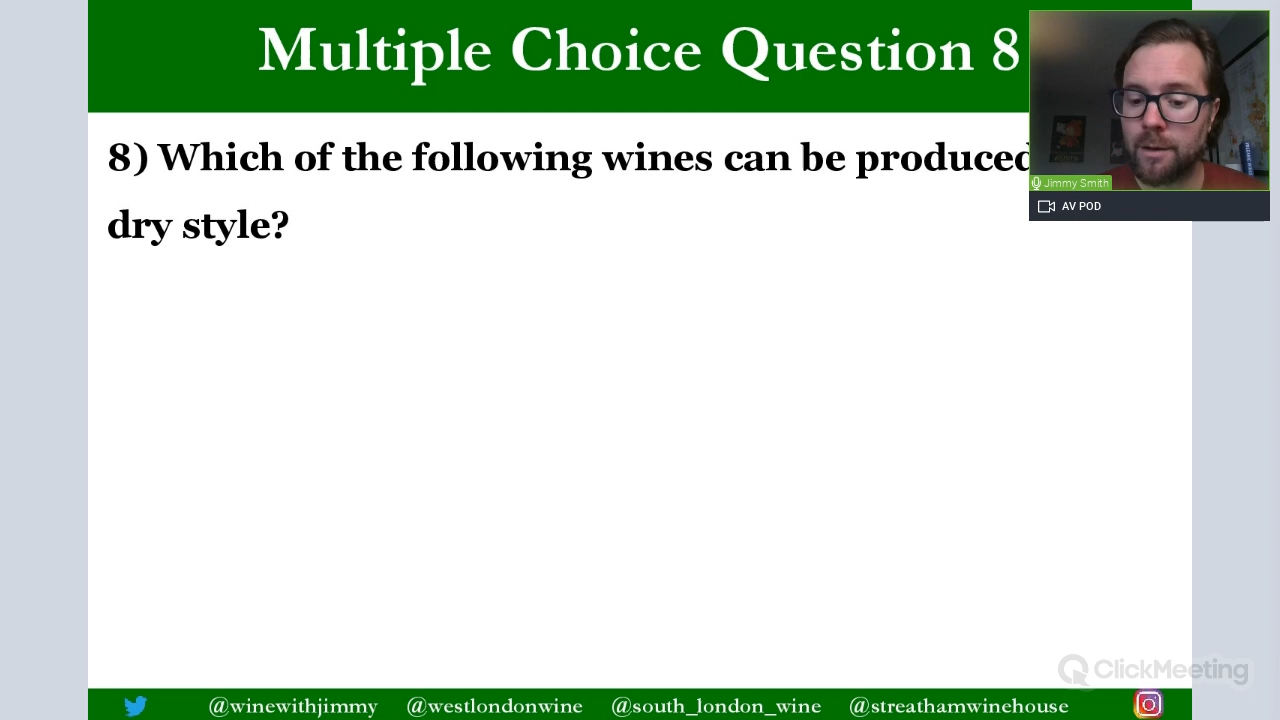 Multiple Choice Question 8
8) Which of the following wines can be produced
dry style?
Jimmy Smith
AV POD
ClickMeeting
@winewithjimmy @westlondonwine @south_london_wine @streathamwinehouse